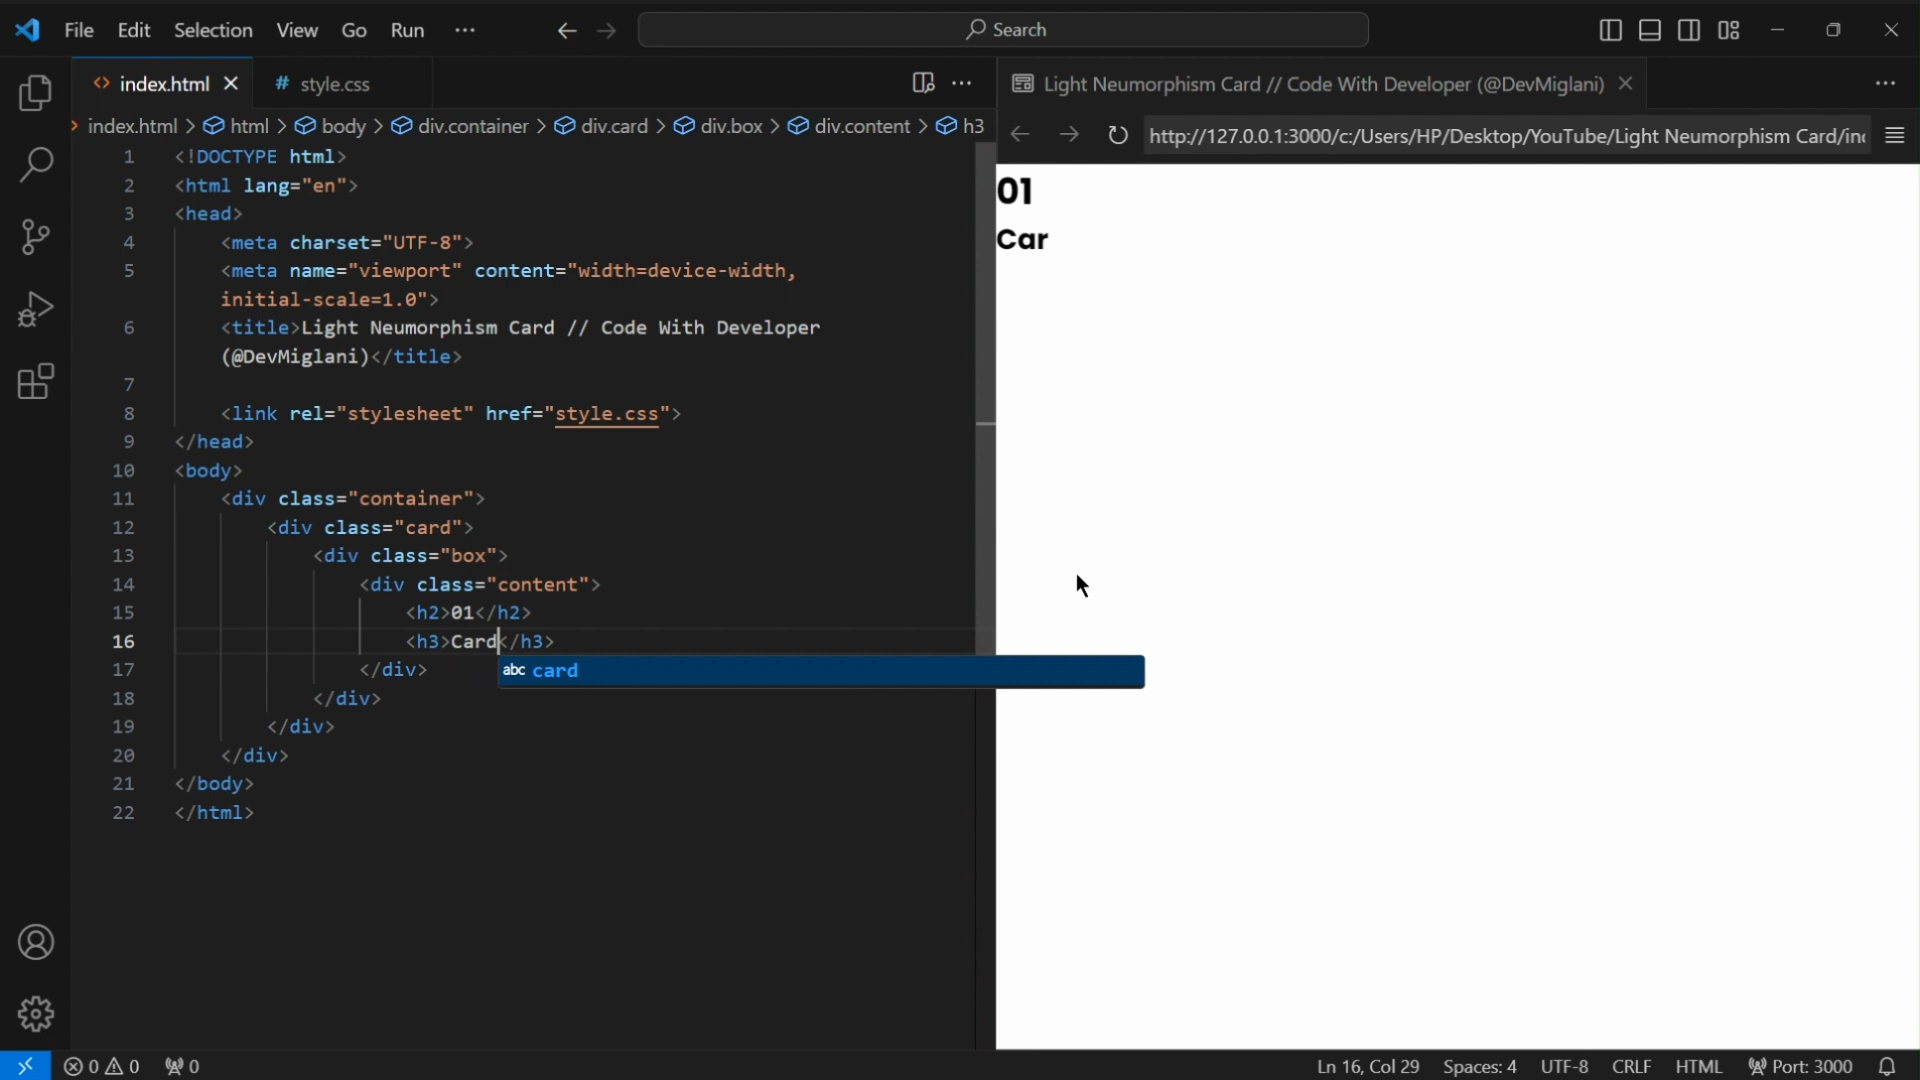 File Edit Selection View Go Run ··· Search
index.html # style.css
Light Neumorphism Card // Code With Developer (@DevMiglani)
index.html > html > body > div.container > div.card > div.box > div.content > h3
http://127.0.0.1:3000/c:/Users/HP/Desktop/YouTube/Light Neumorphism Card/in
1 <!DOCTYPE html>
2 <html lang="en">
3 <head>
4 <meta charset="UTF-8">
5 <meta name="viewport" content="width=device-width,
initial-scale=1.0">
6 <title>Light Neumorphism Card // Code With Developer
(@DevMiglani)</title>
7
8 <link rel="stylesheet" href="style.css">
9 </head>
10 <body>
11 <div class="container">
12 <div class="card">
13 <div class="box">
14 <div class="content">
15 <h2>01</h2>
16 <h3>Card</h3>
abc card
17 </div>
18 </div>
19 </div>
20 </div>
21 </body>
22 </html>
01
Car
0 0 0
Ln 16, Col 29 Spaces: 4 UTF-8 CRLF HTML Port: 3000